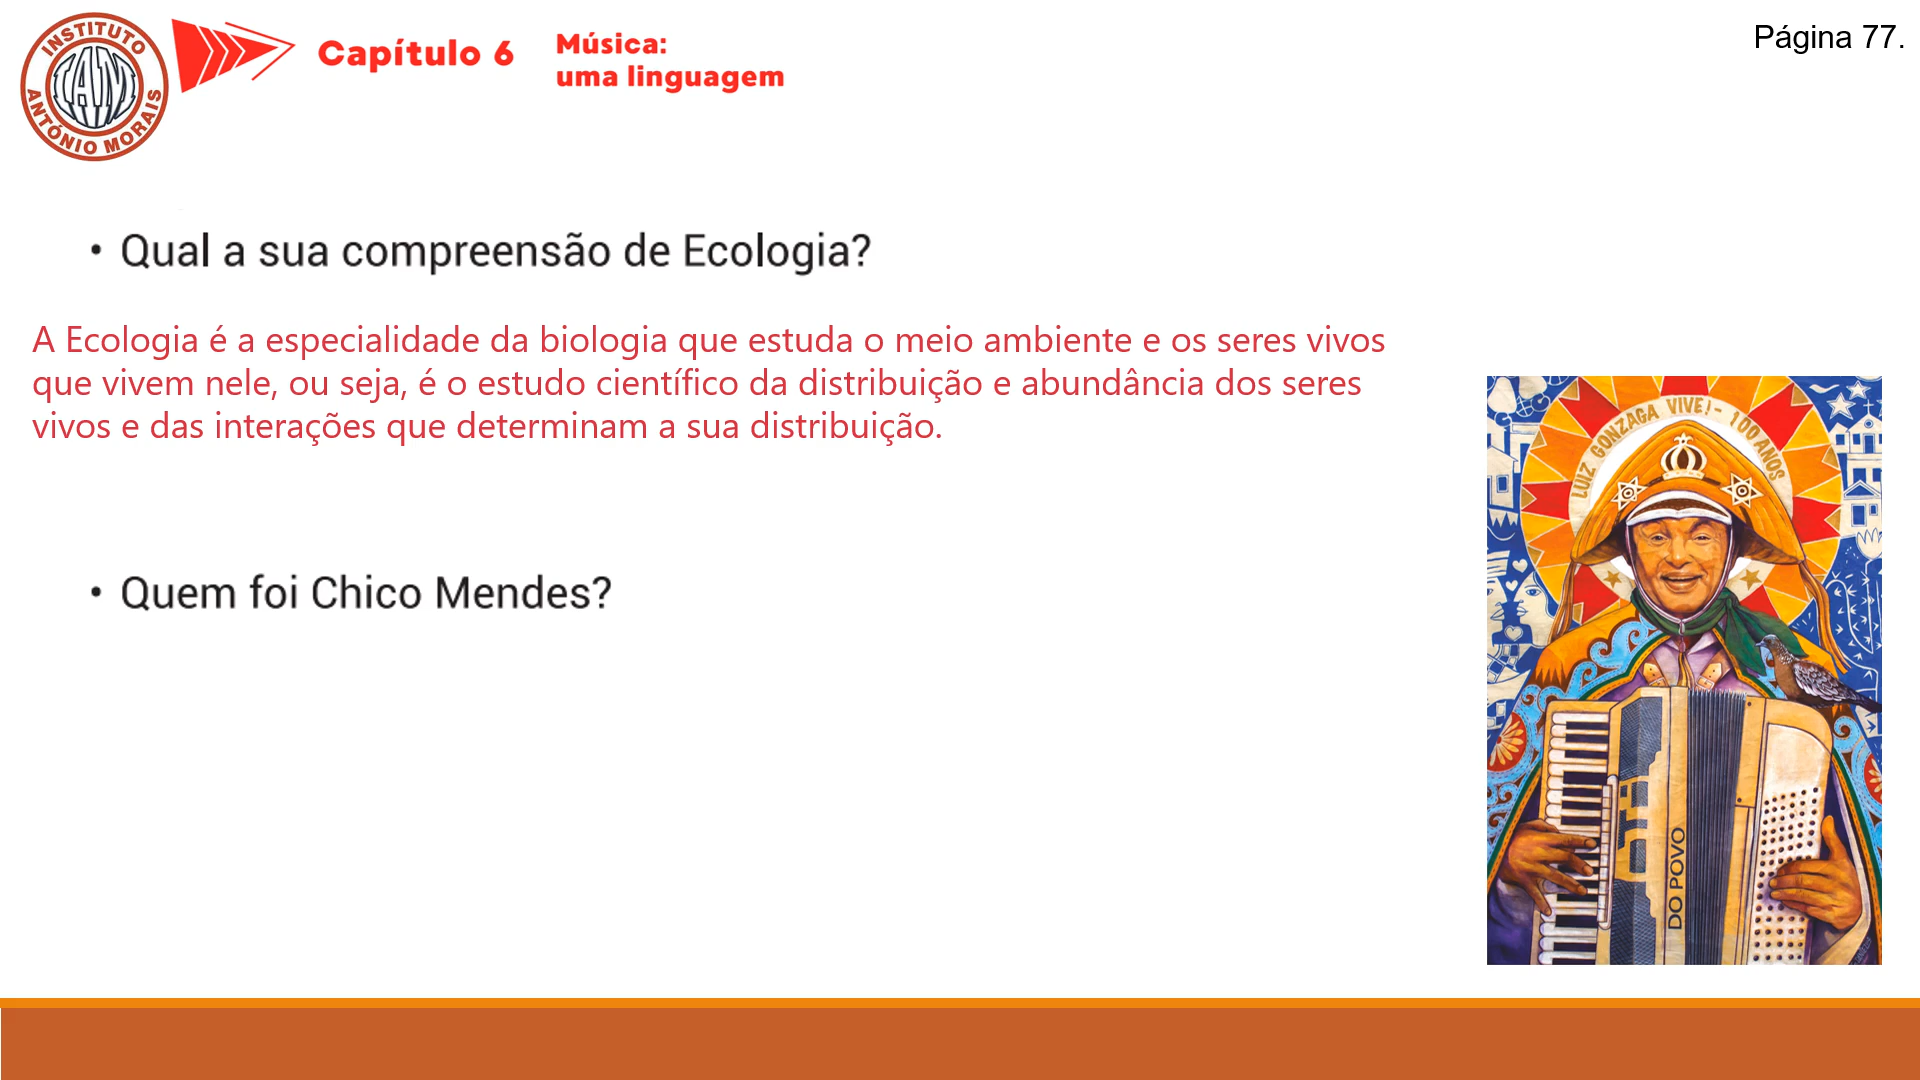 INSTITUTO
IAM
ANTÓNIO MORAIS
Capítulo 6
Música:
uma linguagem
Página 77.
• Qual a sua compreensão de Ecologia?
A Ecologia é a especialidade da biologia que estuda o meio ambiente e os seres vivos
que vivem nele, ou seja, é o estudo científico da distribuição e abundância dos seres
vivos e das interações que determinam a sua distribuição.
• Quem foi Chico Mendes?
LUIZ GONZAGA VIVE! - 100 ANOS
DO POVO